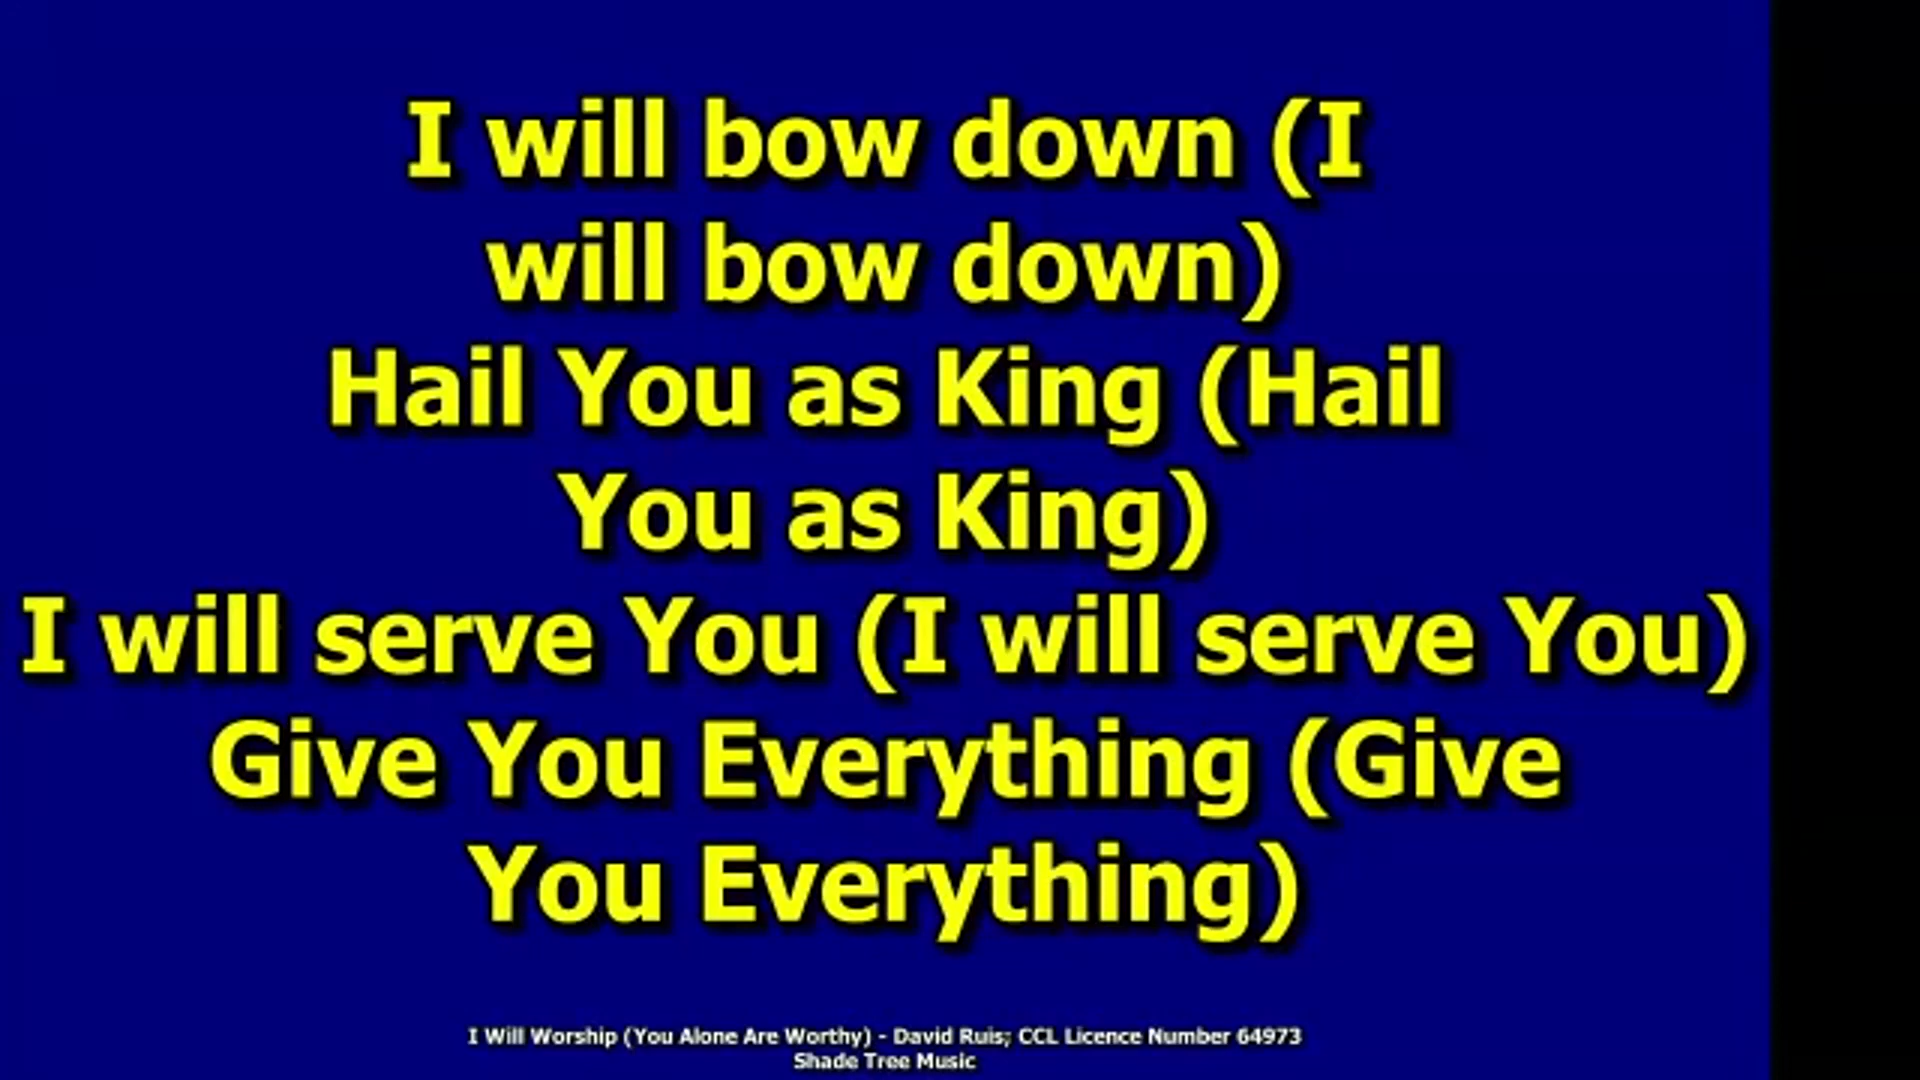 I will bow down (I
will bow down)
Hail You as King (Hail
You as King)
I will serve You (I will serve You)
Give You Everything (Give
You Everything)
I Will Worship (You Alone Are Worthy) - David Ruis; CCL Licence Number 64973
Shade Tree Music